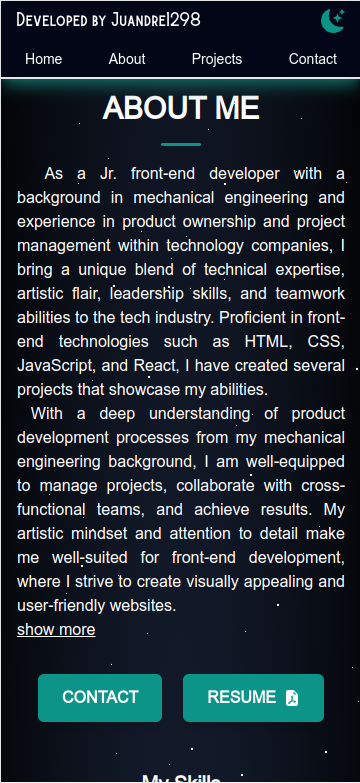 Developed by Juandre1298
Home About Projects Contact
ABOUT ME
As a Jr. front-end developer with a
background in mechanical engineering and
experience in product ownership and project
management within technology companies, I
bring a unique blend of technical expertise,
artistic flair, leadership skills, and teamwork
abilities to the tech industry. Proficient in front-
end technologies such as HTML, CSS,
JavaScript, and React, I have created several
projects that showcase my abilities.
With a deep understanding of product
development processes from my mechanical
engineering background, I am well-equipped
to manage projects, collaborate with cross-
functional teams, and achieve results. My
artistic mindset and attention to detail make
me well-suited for front-end development,
where I strive to create visually appealing and
user-friendly websites.
show more
CONTACT RESUME
My Skills